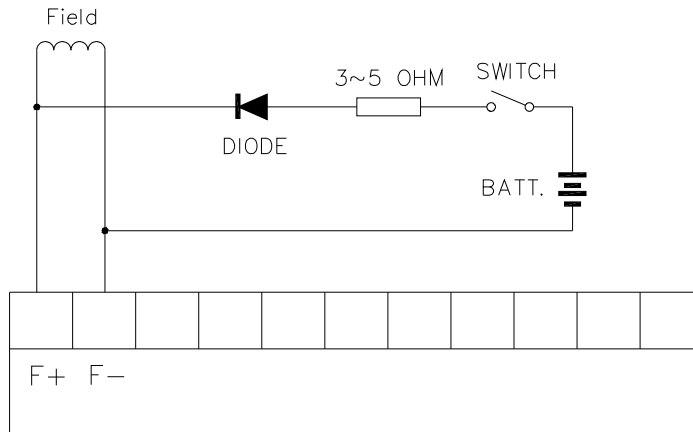 Field
3~5 OHM
SWITCH
DIODE
BATT.
F+ F-